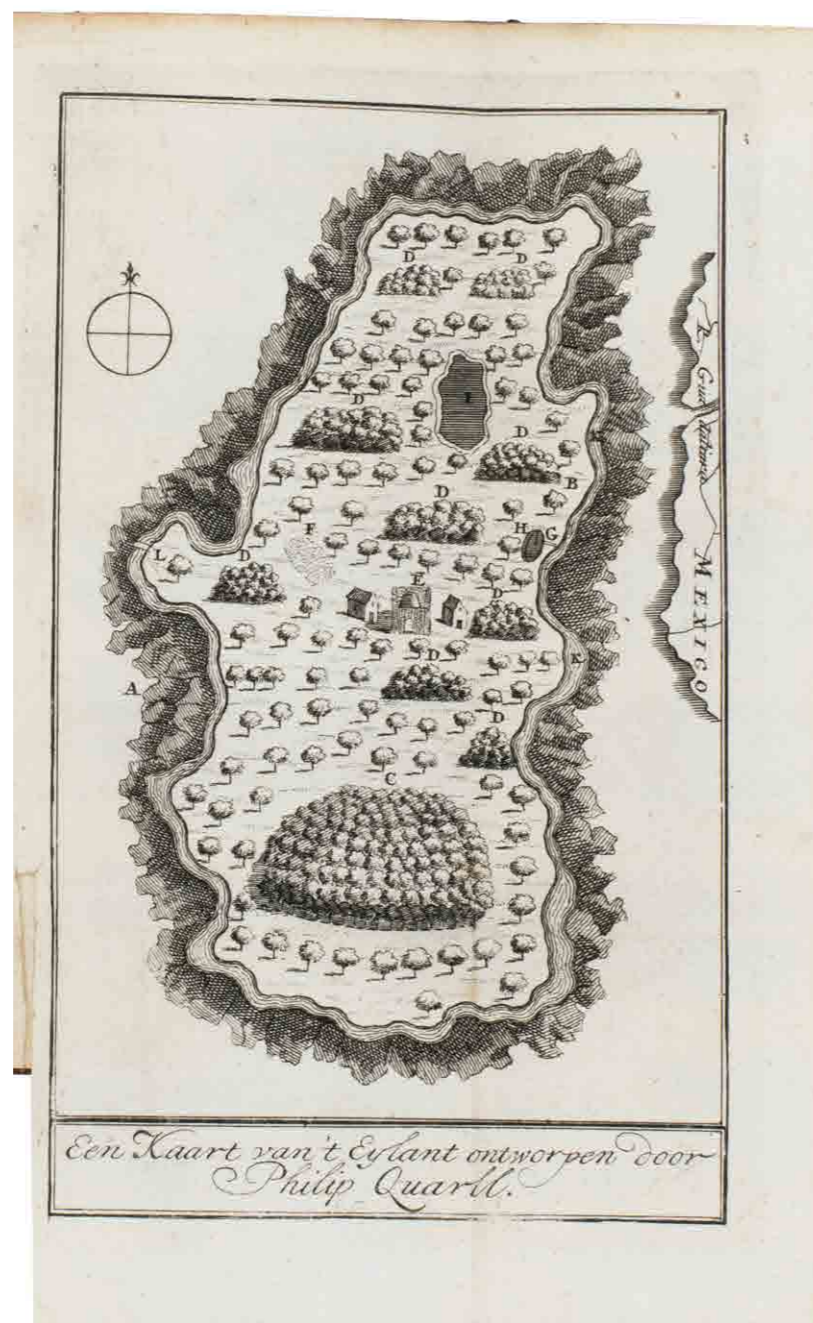 D D
I
D
D
B
D
H G
F
L D
E
D
K
D
A
D
C
K
MEXICO
Een Kaart van't Eylant ontworpen door
Philip Quarll.